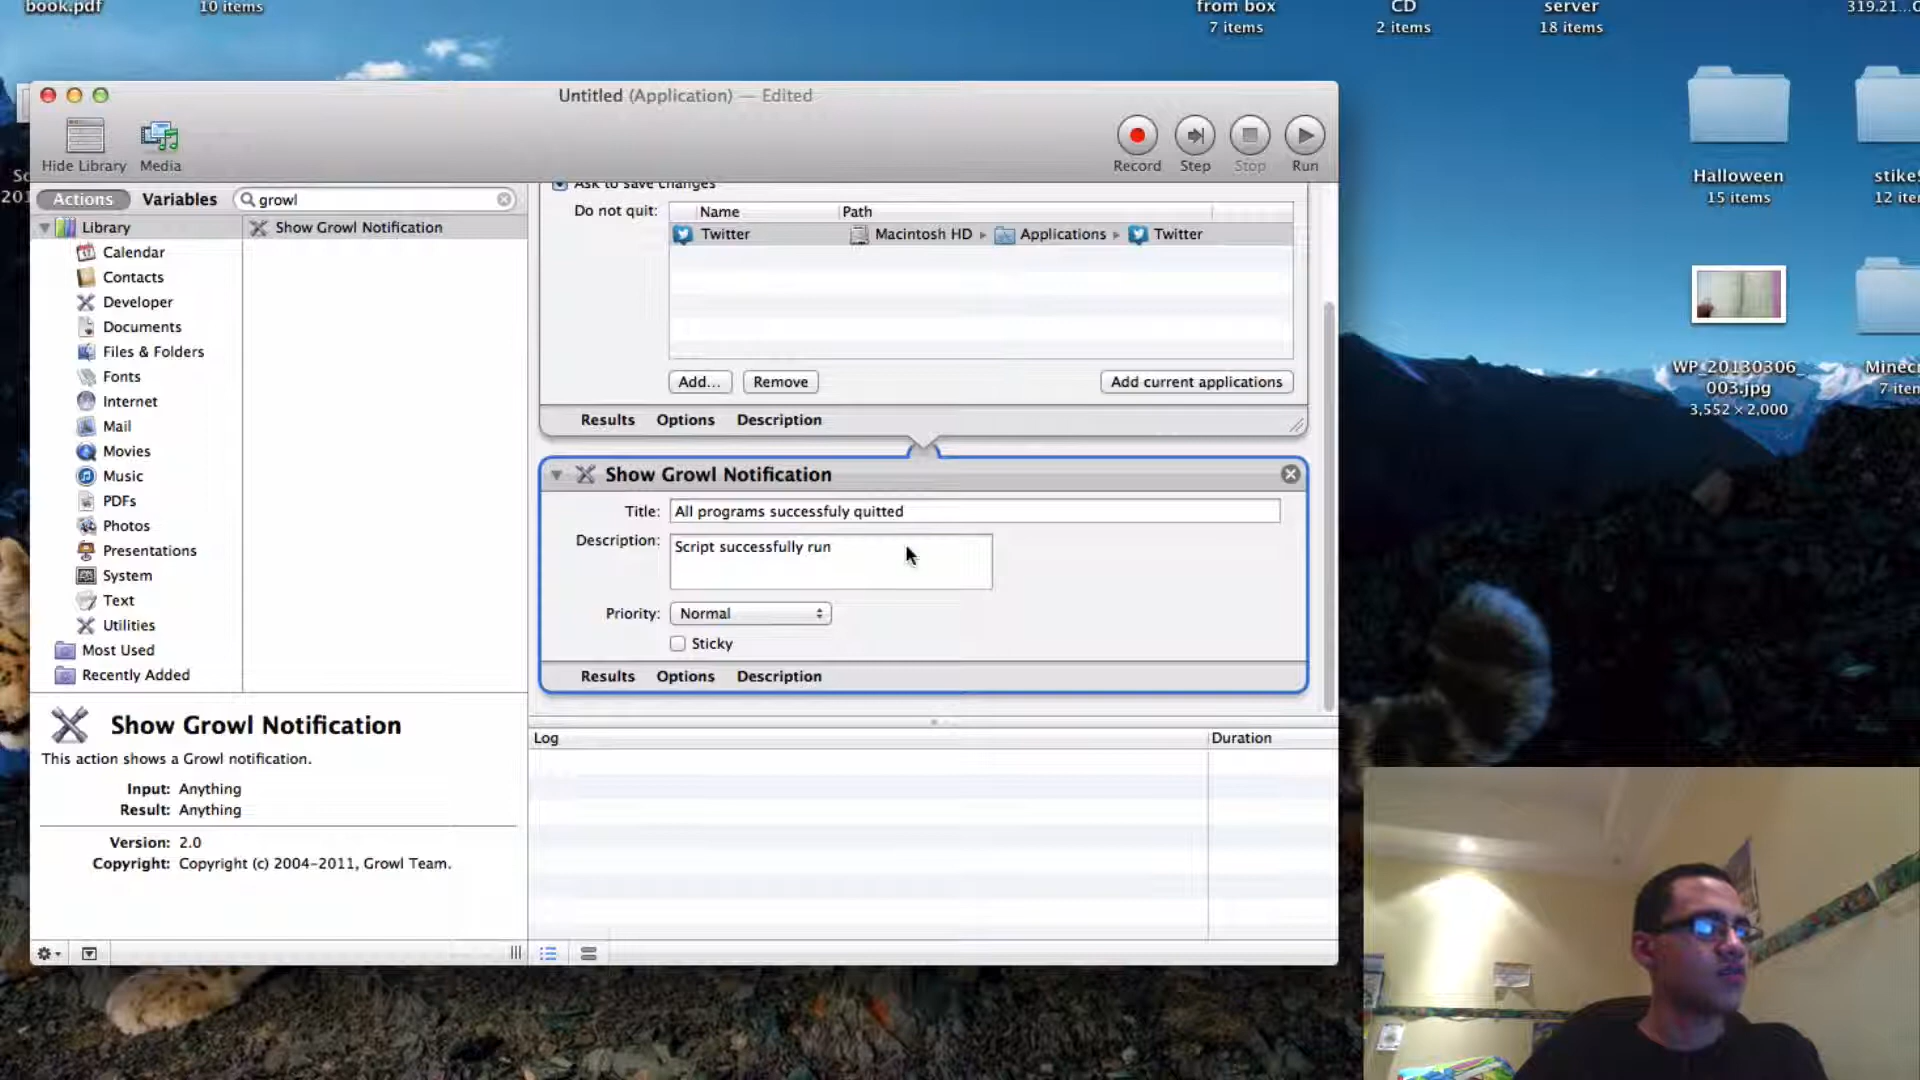 book.pdf
10 items
from box
7 items
CD
2 items
server
18 items
Untitled (Application) — Edited
Hide Library
Media
Record
Step
Stop
Run
Halloween
15 items
Actions
Variables
growl
Ask to save changes
Library
Show Growl Notification
Do not quit:
Name
Path
Twitter
Macintosh HD ▸ Applications ▸ Twitter
Calendar
Contacts
Developer
Documents
Files & Folders
Fonts
Internet
Mail
Movies
Music
PDFs
Photos
Presentations
System
Text
Utilities
Most Used
Recently Added
Add...
Remove
Add current applications
Results
Options
Description
WP_20130306_
003.jpg
3,552 × 2,000
Show Growl Notification
Title:
All programs successfuly quitted
Description:
Script successfully run
Priority:
Normal
Sticky
Results
Options
Description
Show Growl Notification
This action shows a Growl notification.
Input: Anything
Result: Anything
Version: 2.0
Copyright: Copyright (c) 2004-2011, Growl Team.
Log
Duration